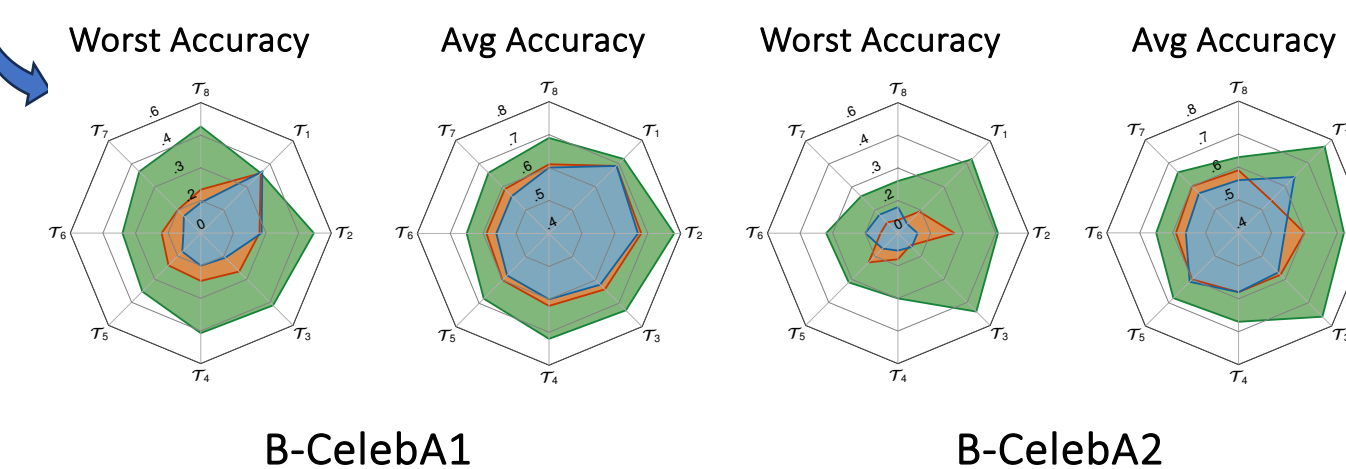 Worst Accuracy Avg Accuracy Worst Accuracy Avg Accuracy
𝒯₈ 𝒯₈ 𝒯₈ 𝒯₈
.6 .8 .6 .8
𝒯₇ 𝒯₁ 𝒯₇ 𝒯₁ 𝒯₇ 𝒯₁ 𝒯₇
.4 .7 .4 .7
.3 .6 .3 .6
.2 .5 .2 .5
0 .4 0 .4
𝒯₆ 𝒯₂ 𝒯₆ 𝒯₂ 𝒯₆ 𝒯₂ 𝒯₆
𝒯₅ 𝒯₃ 𝒯₅ 𝒯₃ 𝒯₅ 𝒯₃ 𝒯₅ 𝒯₃
𝒯₄ 𝒯₄ 𝒯₄ 𝒯₄
B-CelebA1 B-CelebA2